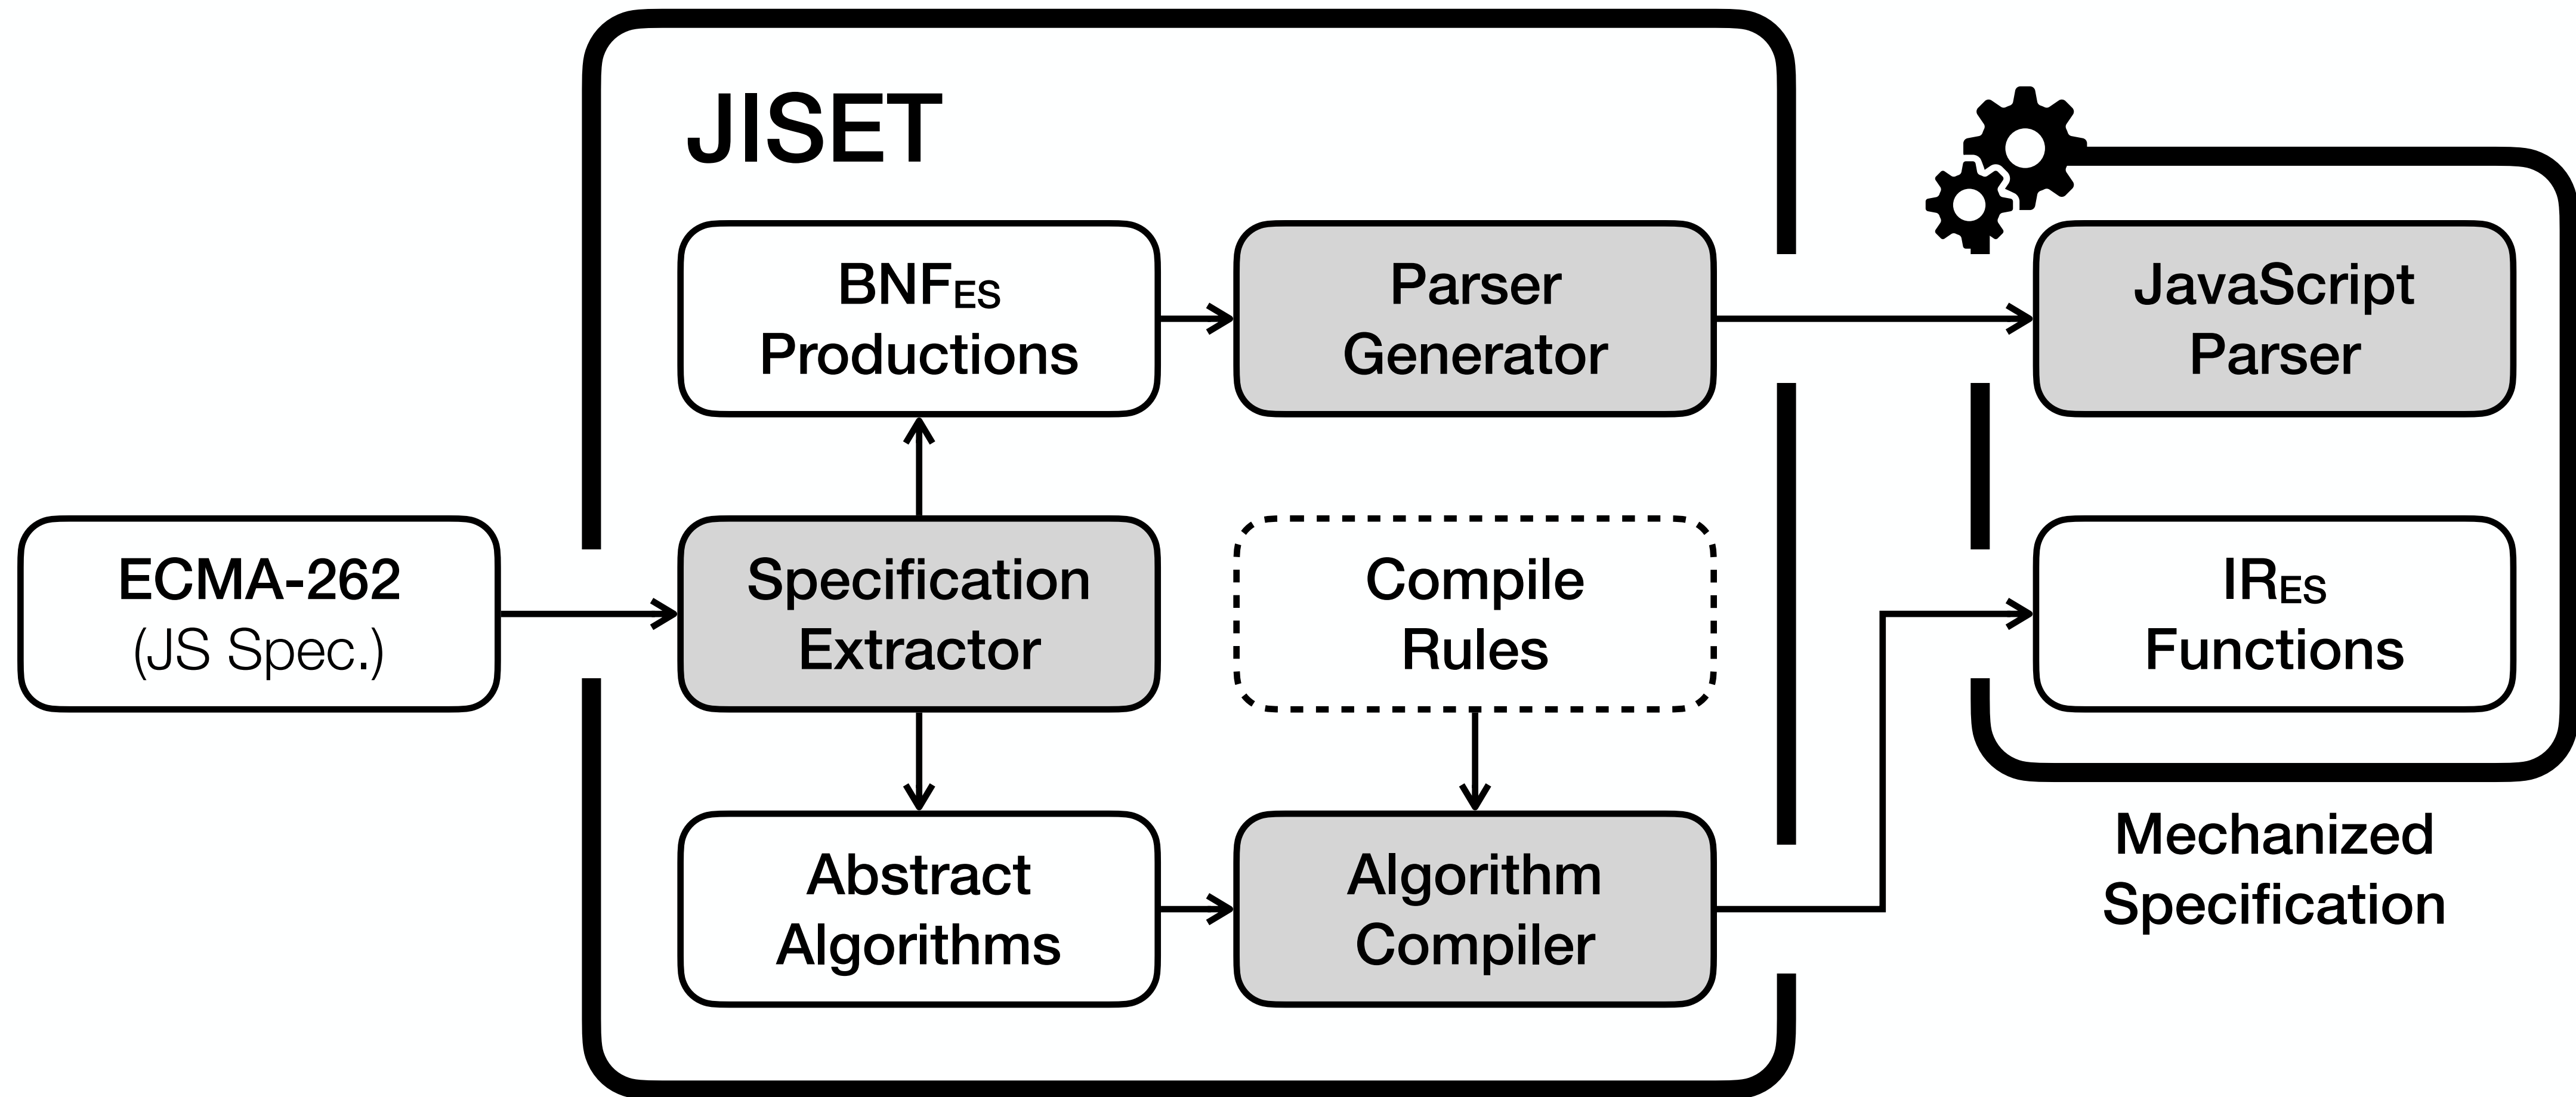 JISET
BNFES
Productions
Parser
Generator
JavaScript
Parser
ECMA-262
(JS Spec.)
Specification
Extractor
Compile
Rules
IRES
Functions
Abstract
Algorithms
Algorithm
Compiler
Mechanized
Specification